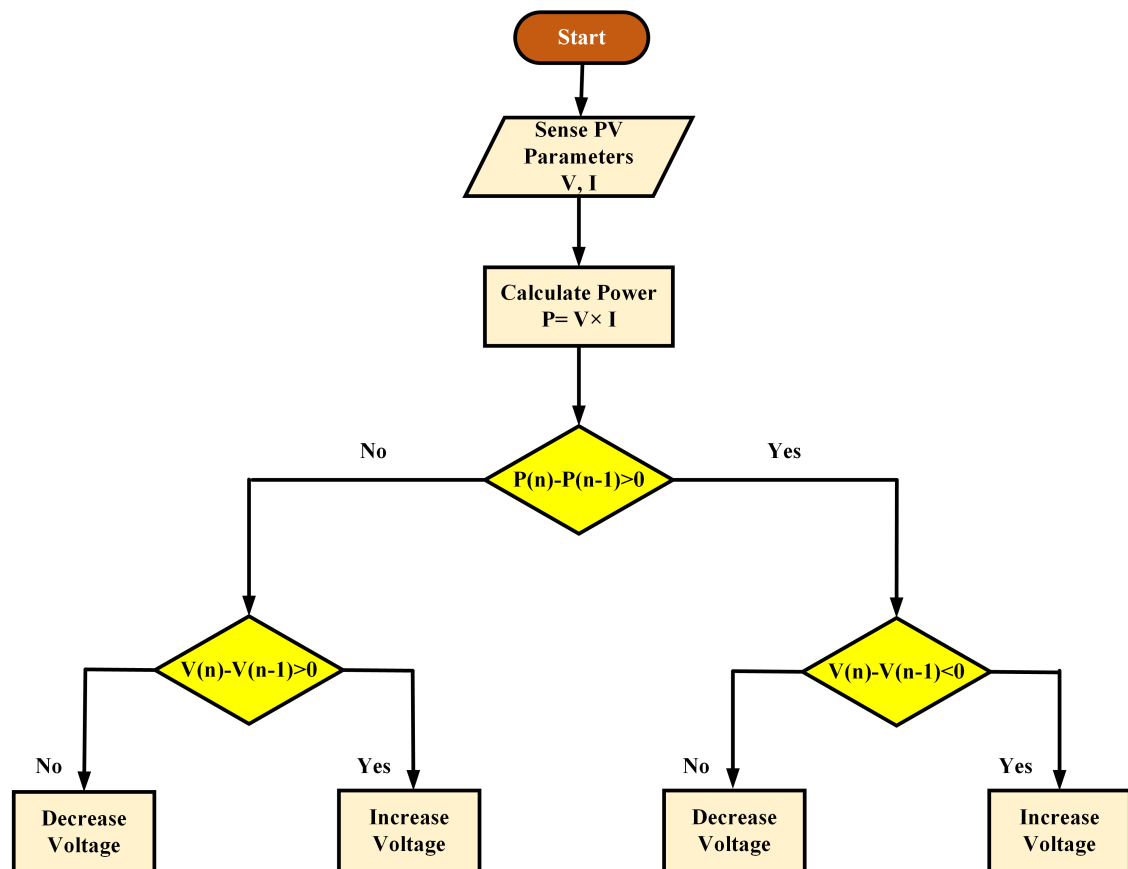 Start
Sense PV
Parameters
V, I
Calculate Power
P= V× I
No
Yes
P(n)-P(n-1)>0
V(n)-V(n-1)>0
V(n)-V(n-1)<0
No
Yes
No
Yes
Decrease
Voltage
Increase
Voltage
Decrease
Voltage
Increase
Voltage